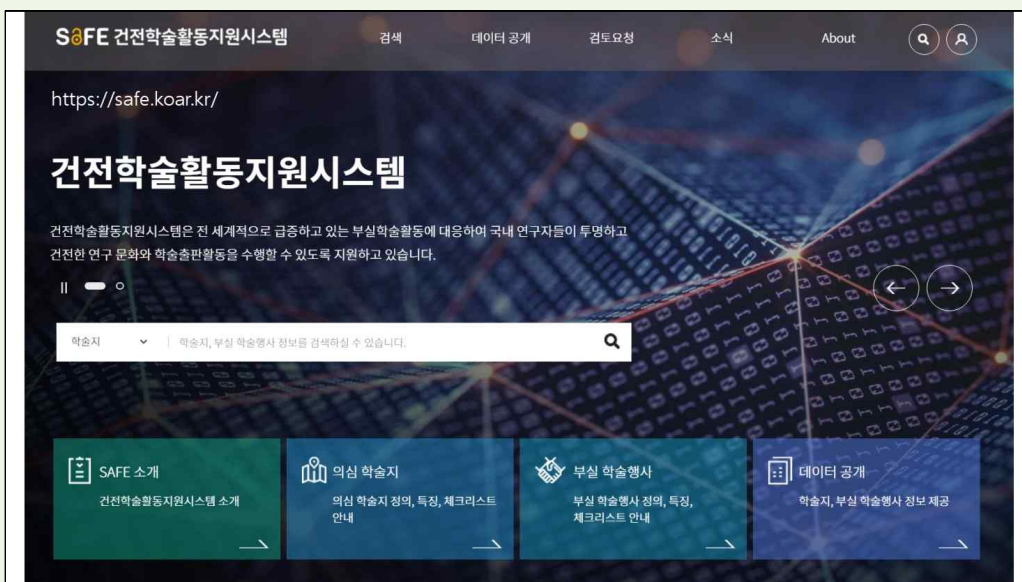 SAFE 건전학술활동지원시스템
검색
데이터 공개
검토요청
소식
About
https://safe.koar.kr/
건전학술활동지원시스템
건전학술활동지원시스템은 전 세계적으로 급증하고 있는 부실학술활동에 대응하여 국내 연구자들이 투명하고
건전한 연구 문화와 학술출판활동을 수행할 수 있도록 지원하고 있습니다.
학술지
학술지, 부실 학술행사 정보를 검색하실 수 있습니다.
SAFE 소개
건전학술활동지원시스템 소개
의심 학술지
의심 학술지 정의, 특징, 체크리스트
안내
부실 학술행사
부실 학술행사 정의, 특징,
체크리스트 안내
데이터 공개
학술지, 부실 학술행사 정보 제공